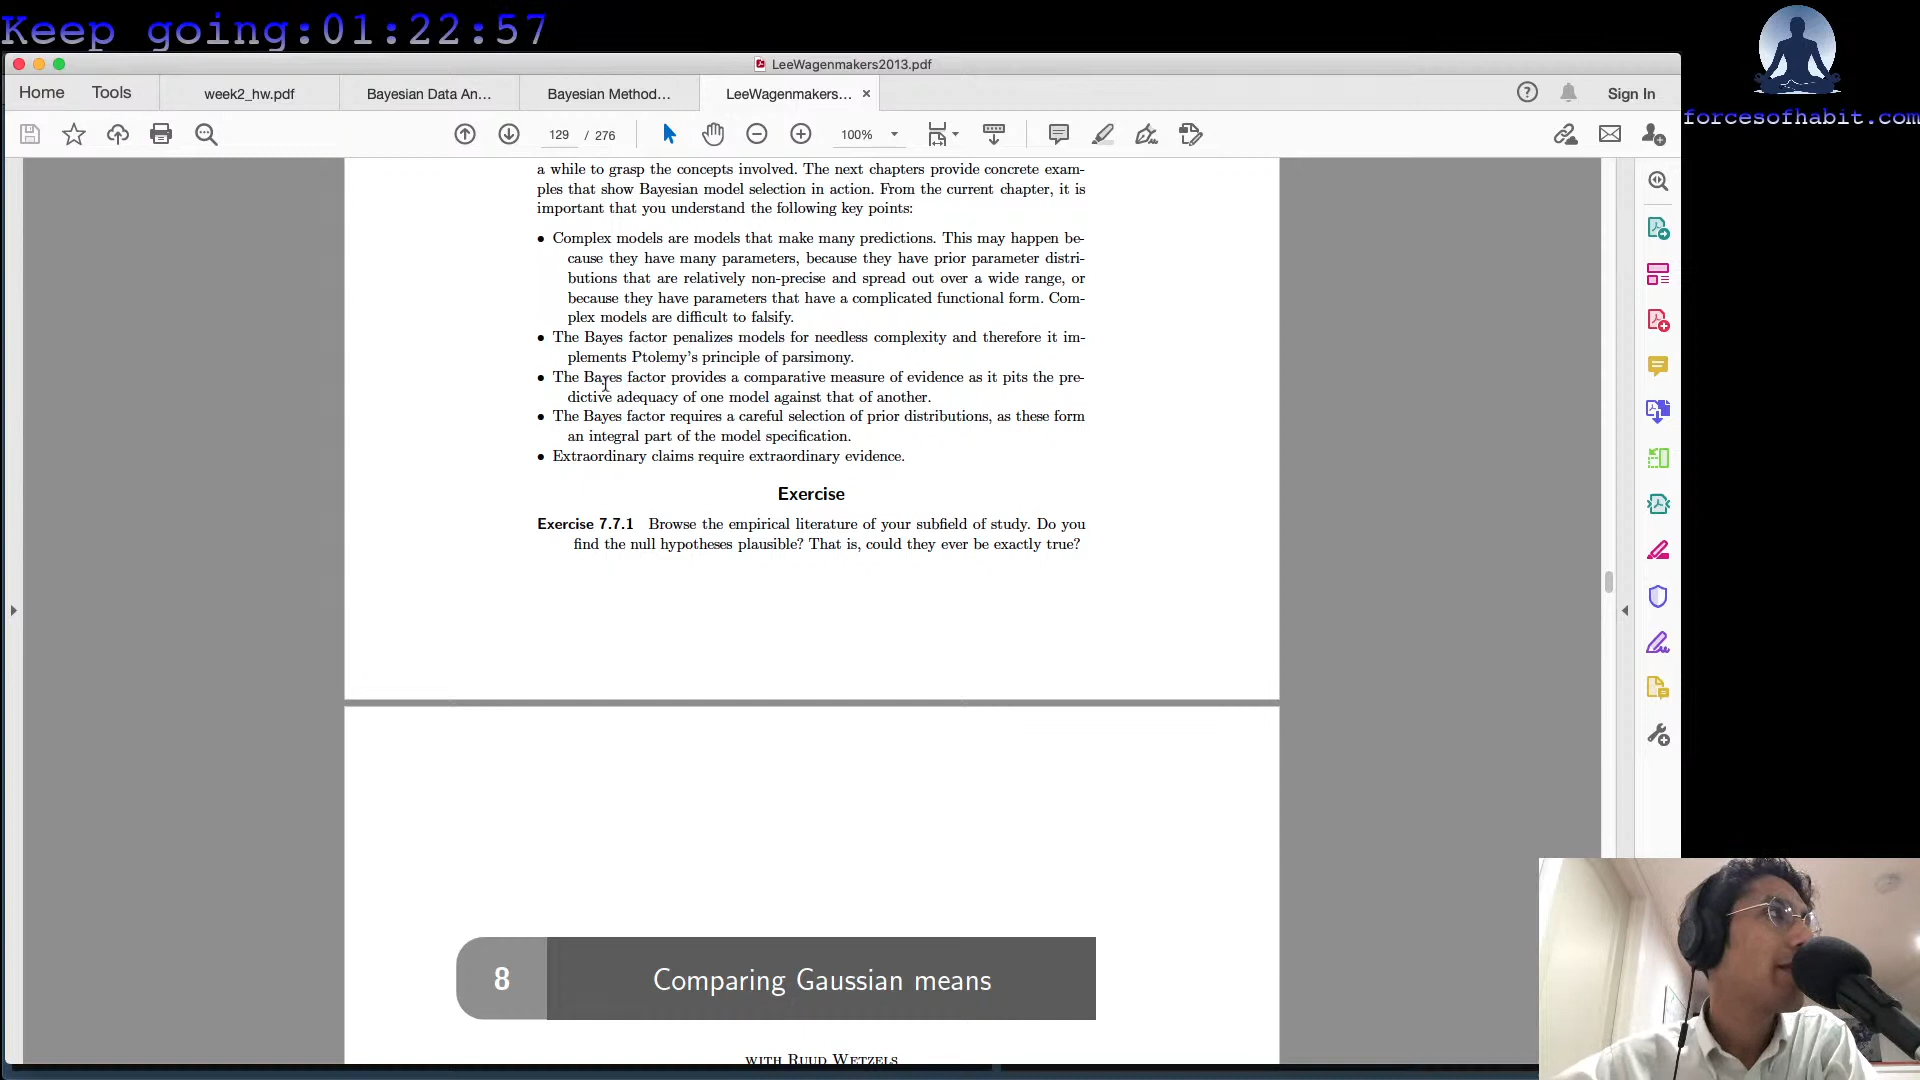 Keep going:01:22:57
forcesofhabit.com
LeeWagenmakers2013.pdf
Home Tools week2_hw.pdf Bayesian Data An... Bayesian Method... LeeWagenmakers... × Sign In
129 / 276 100%
a while to grasp the concepts involved. The next chapters provide concrete exam-
ples that show Bayesian model selection in action. From the current chapter, it is
important that you understand the following key points:
• Complex models are models that make many predictions. This may happen be-
cause they have many parameters, because they have prior parameter distri-
butions that are relatively non-precise and spread out over a wide range, or
because they have parameters that have a complicated functional form. Com-
plex models are difficult to falsify.
• The Bayes factor penalizes models for needless complexity and therefore it im-
plements Ptolemy's principle of parsimony.
• The Bayes factor provides a comparative measure of evidence as it pits the pre-
dictive adequacy of one model against that of another.
• The Bayes factor requires a careful selection of prior distributions, as these form
an integral part of the model specification.
• Extraordinary claims require extraordinary evidence.
Exercise
Exercise 7.7.1 Browse the empirical literature of your subfield of study. Do you
find the null hypotheses plausible? That is, could they ever be exactly true?
8 Comparing Gaussian means
WITH RUUD WETZELS